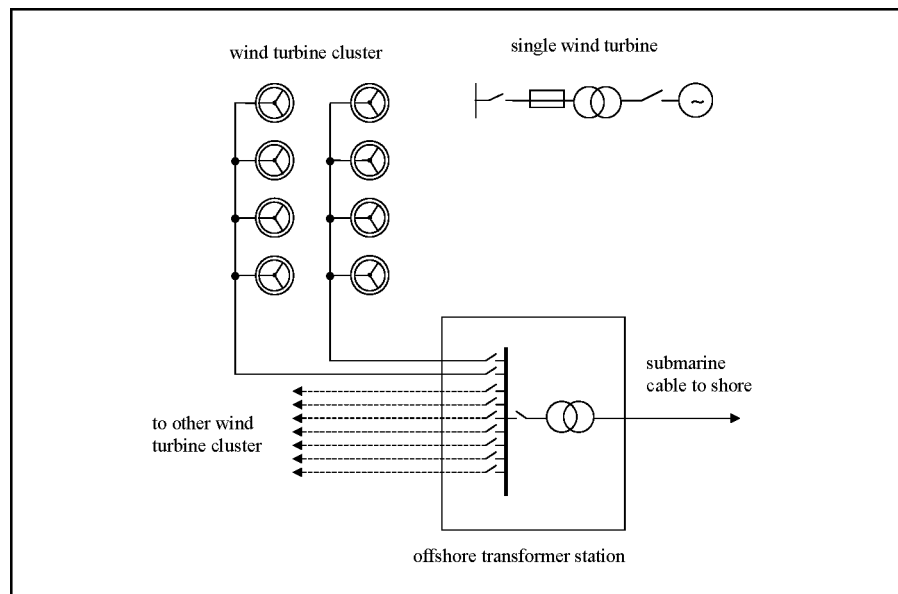 wind turbine cluster
single wind turbine
~
submarine
cable to shore
to other wind
turbine cluster
offshore transformer station